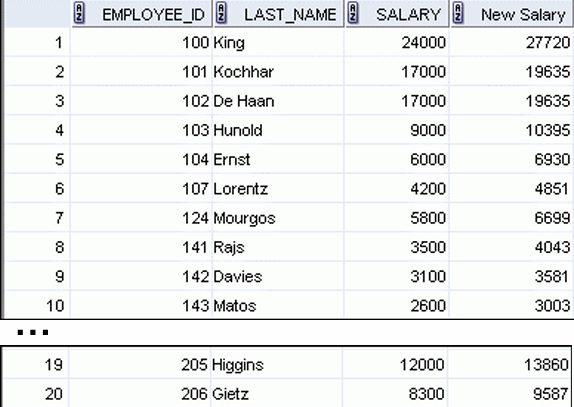 EMPLOYEE_ID LAST_NAME SALARY New Salary
1 100 King 24000 27720
2 101 Kochhar 17000 19635
3 102 De Haan 17000 19635
4 103 Hunold 9000 10395
5 104 Ernst 6000 6930
6 107 Lorentz 4200 4851
7 124 Mourgos 5800 6699
8 141 Rajs 3500 4043
9 142 Davies 3100 3581
10 143 Matos 2600 3003
...
19 205 Higgins 12000 13860
20 206 Gietz 8300 9587